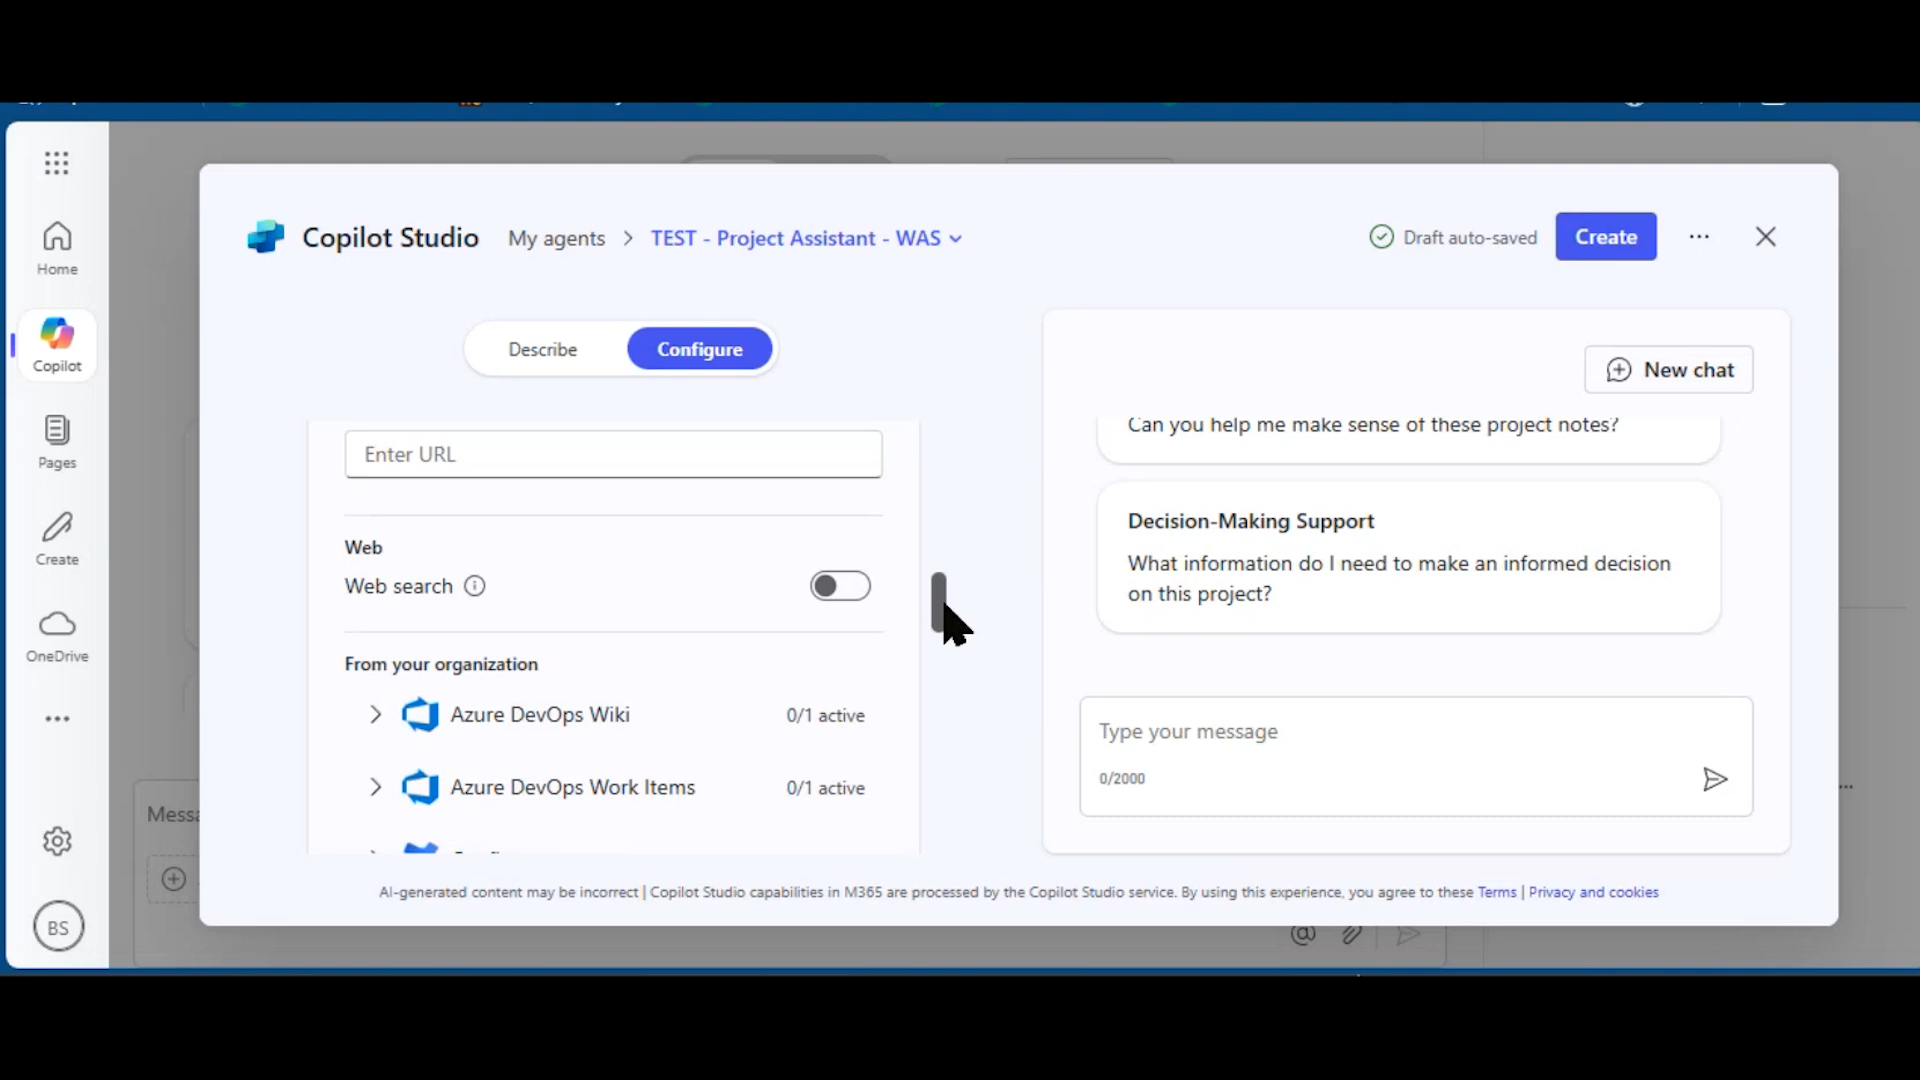 Copilot Studio
My agents > TEST - Project Assistant - WAS
Draft auto-saved
Create
Home
Copilot
Pages
Create
OneDrive
BS
Describe
Configure
Enter URL
Web
Web search
From your organization
Azure DevOps Wiki 0/1 active
Azure DevOps Work Items 0/1 active
New chat
Can you help me make sense of these project notes?
Decision-Making Support
What information do I need to make an informed decision
on this project?
Type your message
0/2000
AI-generated content may be incorrect | Copilot Studio capabilities in M365 are processed by the Copilot Studio service. By using this experience, you agree to these Terms | Privacy and cookies